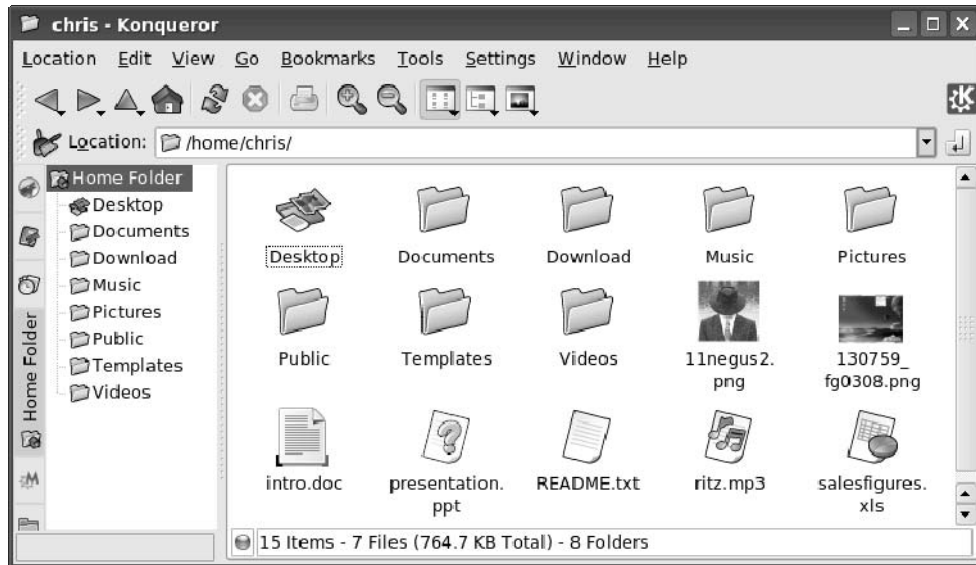 chris - Konqueror
Location Edit View Go Bookmarks Tools Settings Window Help
Location: /home/chris/
Home Folder
Desktop
Documents
Download
Music
Pictures
Public
Templates
Videos
Home Folder
Desktop Documents Download Music Pictures
Public Templates Videos 11negus2. 130759_
png fg0308.png
intro.doc presentation. README.txt ritz.mp3 salesfigures.
ppt xls
15 Items - 7 Files (764.7 KB Total) - 8 Folders